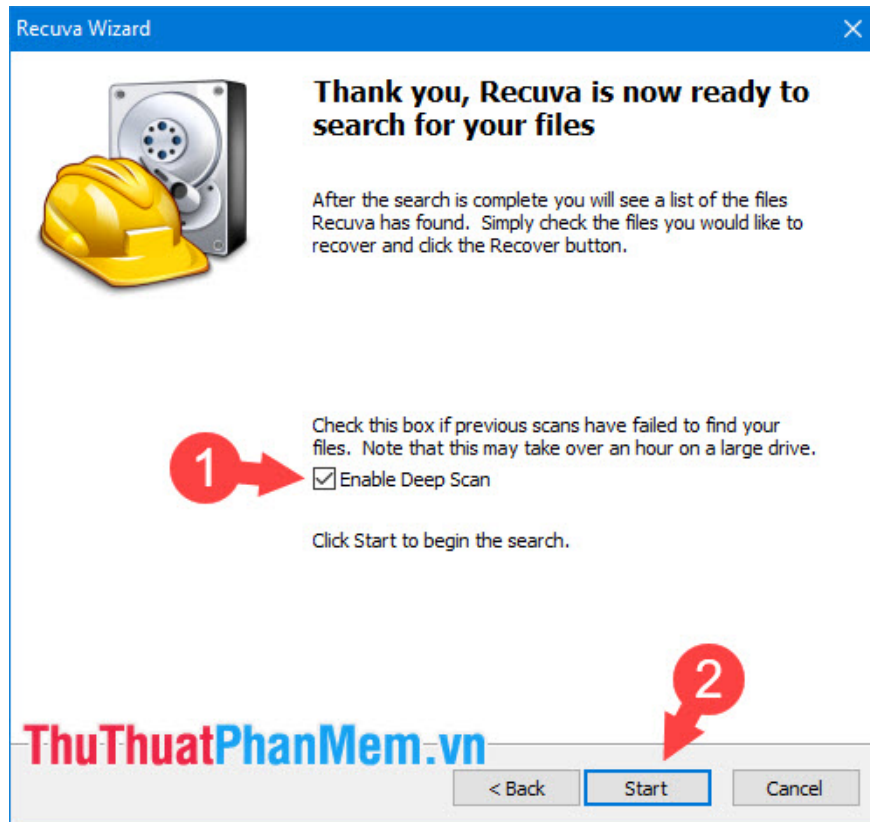 Recuva Wizard
Thank you, Recuva is now ready to
search for your files
After the search is complete you will see a list of the files
Recuva has found. Simply check the files you would like to
recover and click the Recover button.
Check this box if previous scans have failed to find your
files. Note that this may take over an hour on a large drive.
1
Enable Deep Scan
Click Start to begin the search.
2
ThuThuatPhanMem.vn
< Back
Start
Cancel